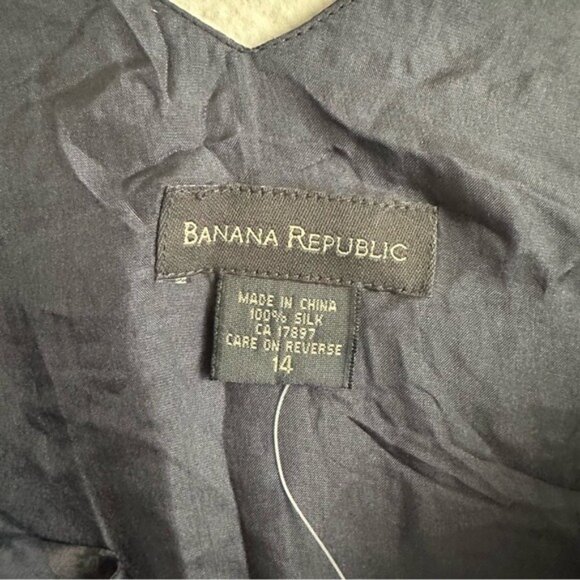 BANANA REPUBLIC
MADE IN CHINA
100% SILK
CA 17897
CARE ON REVERSE
14